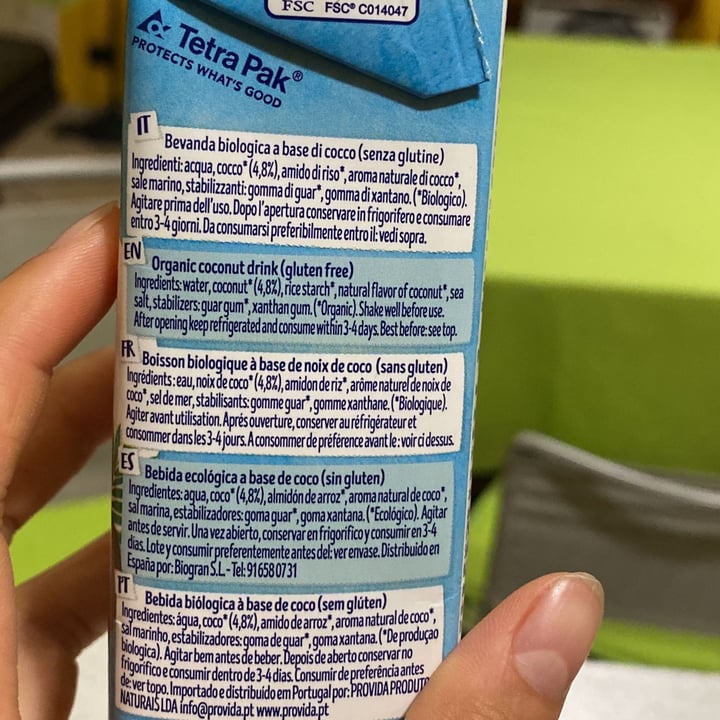 FSC FSC® C014047
Tetra Pak®
PROTECTS WHAT'S GOOD
IT
Bevanda biologica a base di cocco (senza glutine)
Ingredienti: acqua, cocco* (4,8%), amido di riso*, aroma naturale di cocco*,
sale marino, stabilizzanti: gomma di guar*, gomma di xantano. (*Biologico).
Agitare prima dell'uso. Dopo l'apertura conservare in frigorifero e consumare
entro 3-4 giorni. Da consumarsi preferibilmente entro il: vedi sopra.
EN
Organic coconut drink (gluten free)
Ingredients: water, coconut* (4,8%), rice starch*, natural flavor of coconut*, sea
salt, stabilizers: guar gum*, xanthan gum. (*Organic). Shake well before use.
After opening keep refrigerated and consume within 3-4 days. Best before: see top.
FR
Boisson biologique à base de noix de coco (sans gluten)
Ingrédients: eau, noix de coco* (4,8%), amidon de riz*, arôme naturel de noix de
coco*, sel de mer, stabilisants: gomme guar*, gomme xanthane. (*Biologique).
Agiter avant utilisation. Aprés ouverture, conserver au réfrigérateur et
consommer dans les 3-4 jours. A consommer de préférence avant le: voir ci dessus.
ES
Bebida ecológica a base de coco (sin gluten)
Ingredientes: agua, coco* (4,8%), almidón de arroz*, aroma natural de coco*,
sal marina, estabilizadores: goma guar*, goma xantana. (*Ecológico). Agitar
antes de servir. Una vez abierto, conservar en frigorífico y consumir en 3-4
días. Lote y consumir preferentemente antes del: ver envase. Distribuido en
España por: Biogran S.L. - Tel: 91 658 0731
PT
Bebida biólogica à base de coco (sem glúten)
Ingredientes: água, coco* (4,8%), amido de arroz*, aroma natural de coco*,
sal marinho, estabilizadores: goma de guar*, goma xantana. (*De produçao
biologica). Agitar bem antes de beber. Depois de aberto conservar no
frigorífico e consumir dentro de 3-4 dias. Consumir de preferência antes
de: ver topo. Importado e distribuido em Portugal por: PROVIDA PRODUTO
NATURAIS LDA info@provida.pt www.provida.pt